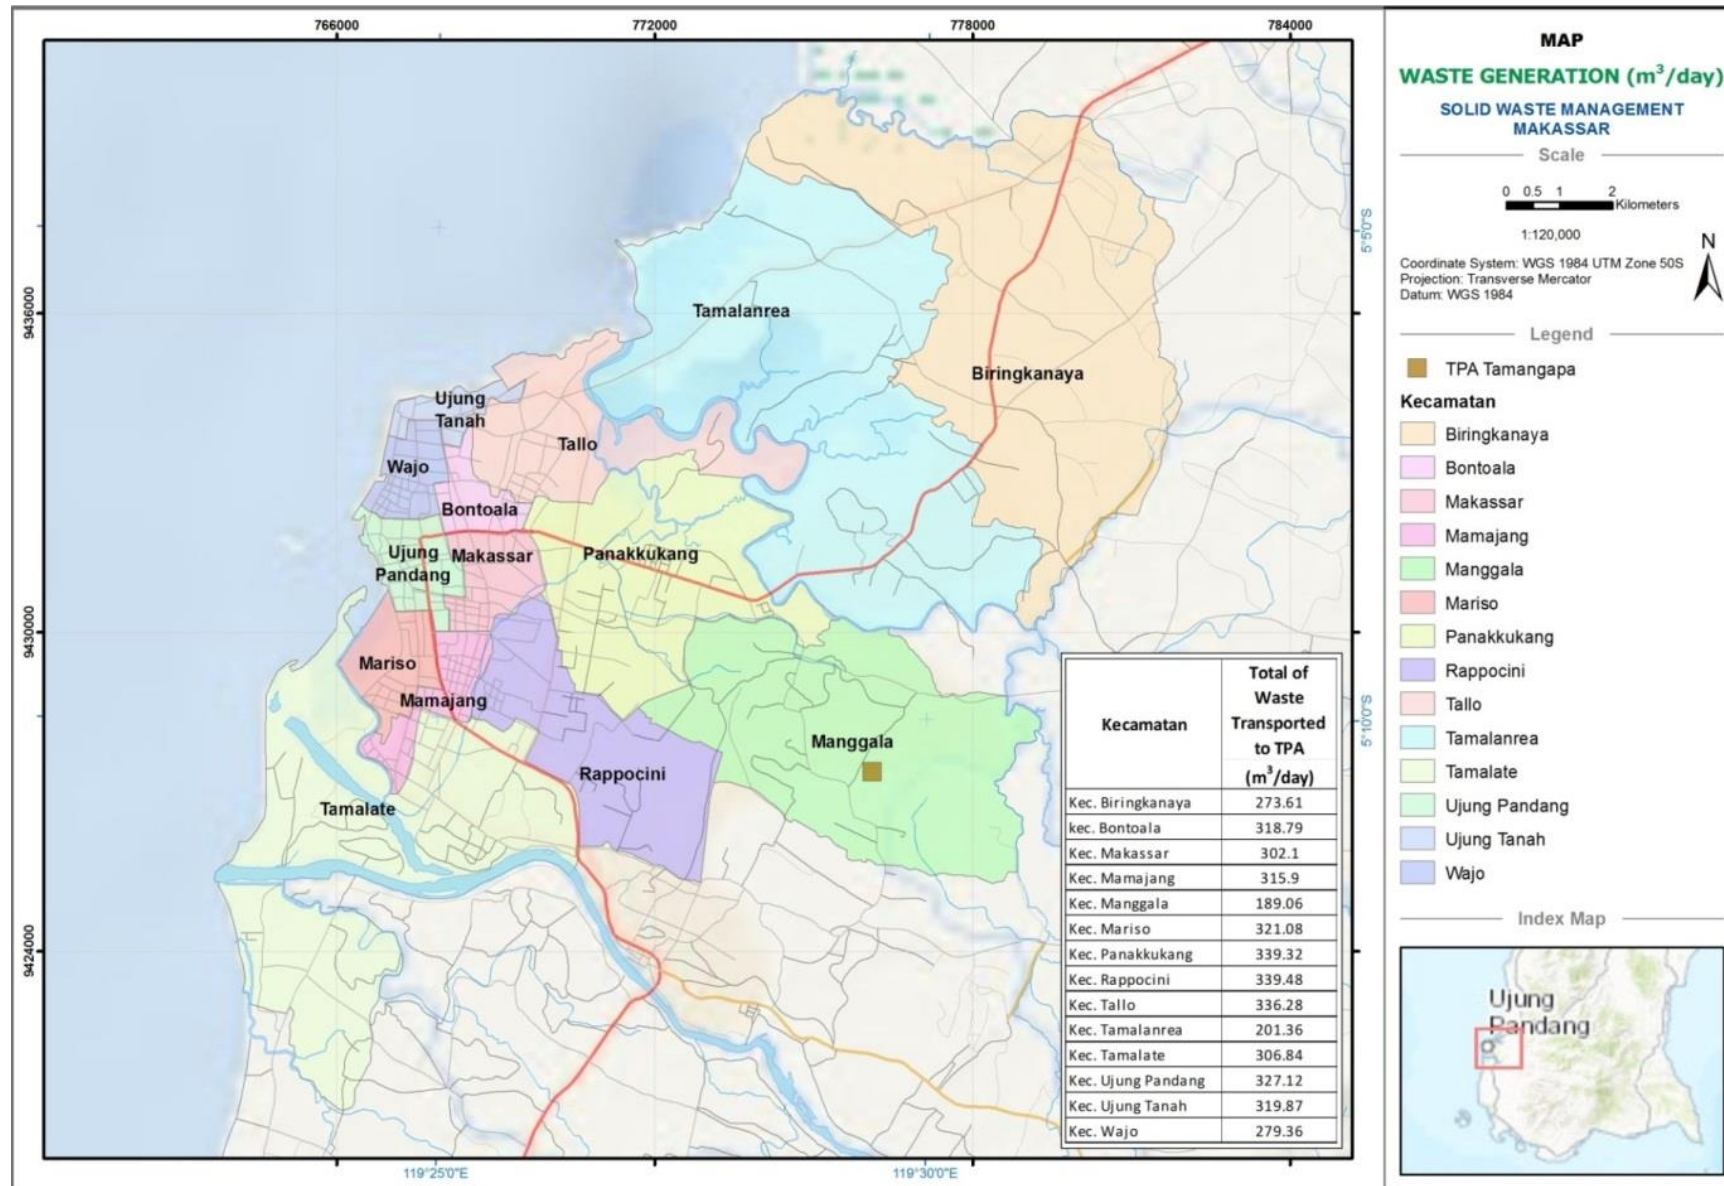 766000
772000
778000
784000
9436000
9430000
9424000
5°5'0"S
5°10'0"S
119°25'0"E
119°30'0"E
Tamalanrea
Biringkanaya
Ujung
Tanah
Tallo
Wajo
Bontoala
Ujung
Pandang
Makassar
Panakkukang
Mariso
Mamajang
Manggala
Rappocini
Tamalate
Kecamatan
Total of
Waste
Transported
to TPA
(m³/day)
Kec. Biringkanaya 273.61
kec. Bontoala 318.79
Kec. Makassar 302.1
Kec. Mamajang 315.9
Kec. Manggala 189.06
Kec. Mariso 321.08
Kec. Panakkukang 339.32
Kec. Rappocini 339.48
Kec. Tallo 336.28
Kec. Tamalanrea 201.36
Kec. Tamalate 306.84
Kec. Ujung Pandang 327.12
Kec. Ujung Tanah 319.87
Kec. Wajo 279.36
MAP
WASTE GENERATION (m³/day)
SOLID WASTE MANAGEMENT
MAKASSAR
Scale
0 0.5 1 2
Kilometers
1:120,000
N
Coordinate System: WGS 1984 UTM Zone 50S
Projection: Transverse Mercator
Datum: WGS 1984
Legend
TPA Tamangapa
Kecamatan
Biringkanaya
Bontoala
Makassar
Mamajang
Manggala
Mariso
Panakkukang
Rappocini
Tallo
Tamalanrea
Tamalate
Ujung Pandang
Ujung Tanah
Wajo
Index Map
Ujung
Pandang